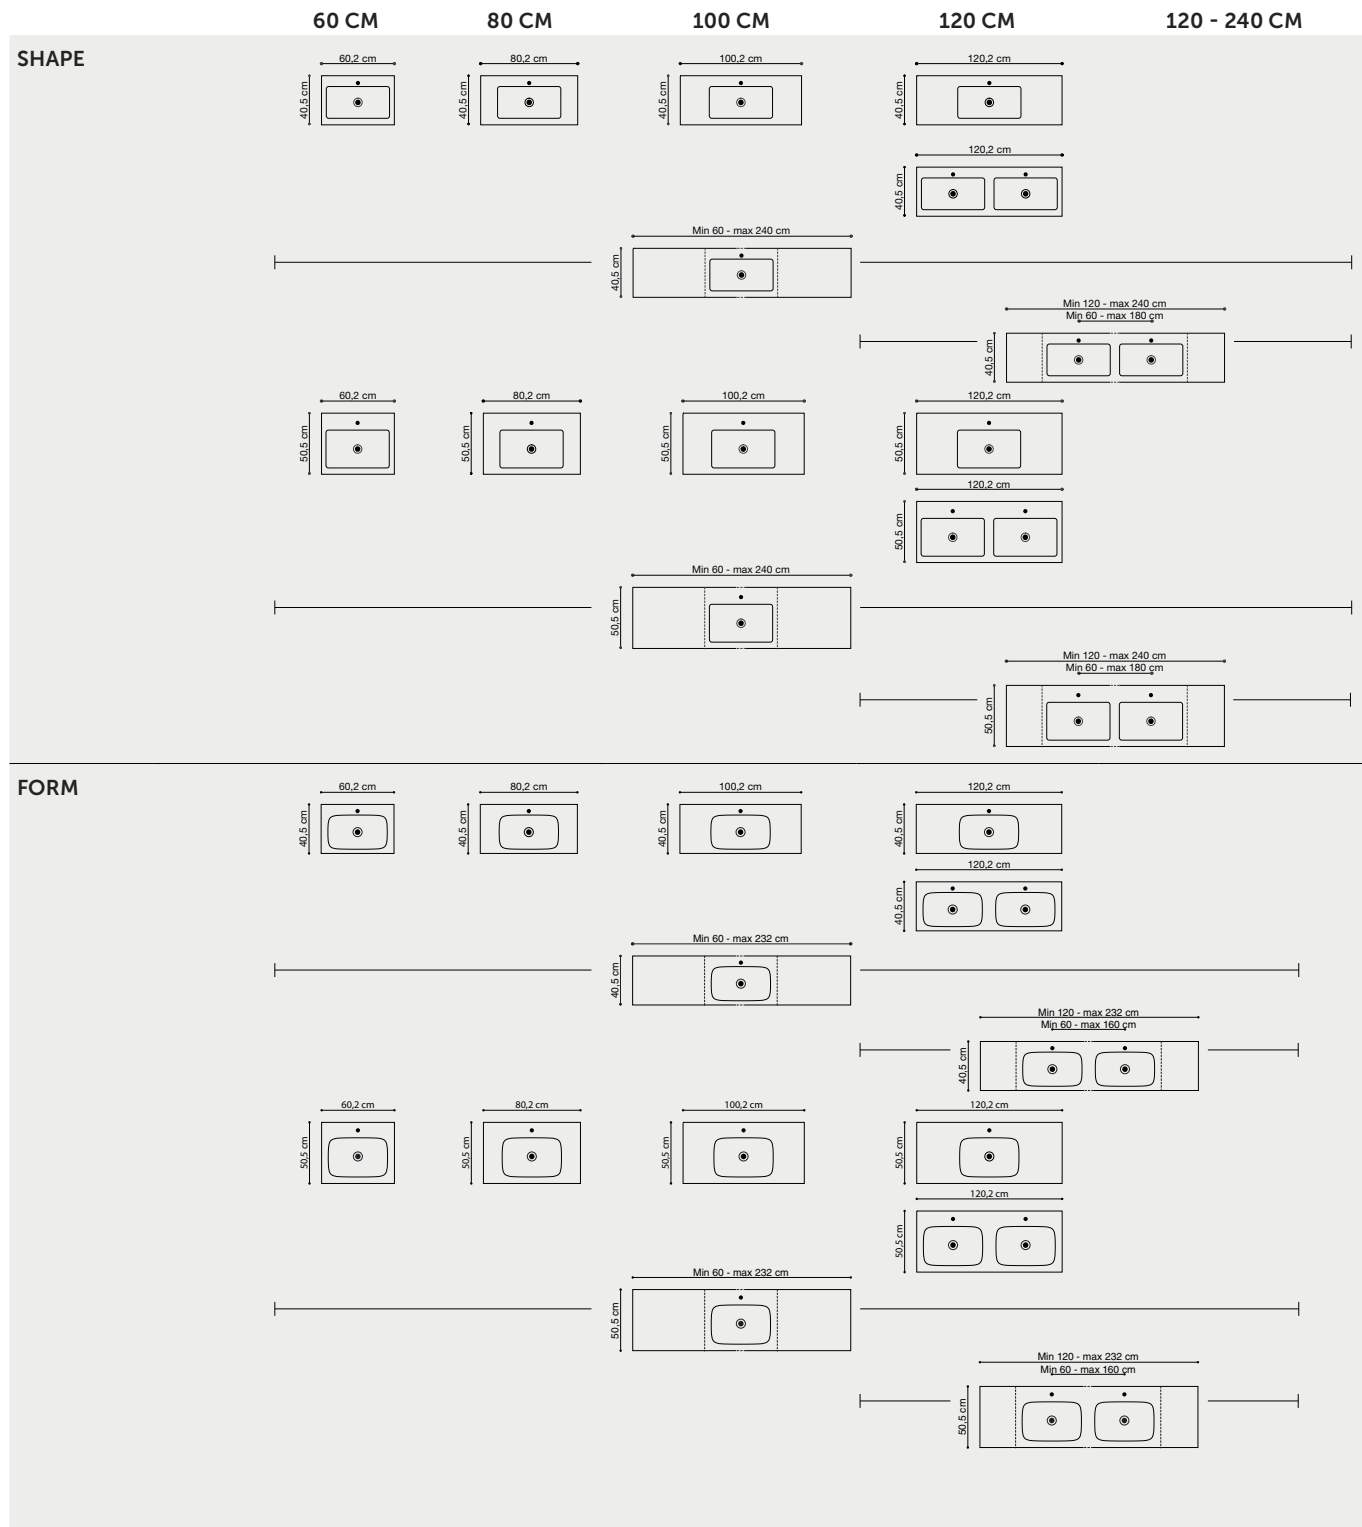 60 CM 80 CM 100 CM 120 CM 120 - 240 CM
SHAPE
60,2 cm 80,2 cm 100,2 cm 120,2 cm
40,5 cm 40,5 cm 40,5 cm 40,5 cm
120,2 cm
40,5 cm
Min 60 - max 240 cm
40,5 cm
Min 120 - max 240 cm
Min 60 - max 180 cm
40,5 cm
60,2 cm 80,2 cm 100,2 cm 120,2 cm
50,5 cm 50,5 cm 50,5 cm 50,5 cm
120,2 cm
50,5 cm
Min 60 - max 240 cm
50,5 cm
Min 120 - max 240 cm
Min 60 - max 180 cm
50,5 cm
FORM
60,2 cm 80,2 cm 100,2 cm 120,2 cm
40,5 cm 40,5 cm 40,5 cm 40,5 cm
120,2 cm
40,5 cm
Min 60 - max 232 cm
40,5 cm
Min 120 - max 232 cm
Min 60 - max 160 cm
40,5 cm
60,2 cm 80,2 cm 100,2 cm 120,2 cm
50,5 cm 50,5 cm 50,5 cm 50,5 cm
120,2 cm
50,5 cm
Min 60 - max 232 cm
50,5 cm
Min 120 - max 232 cm
Min 60 - max 160 cm
50,5 cm